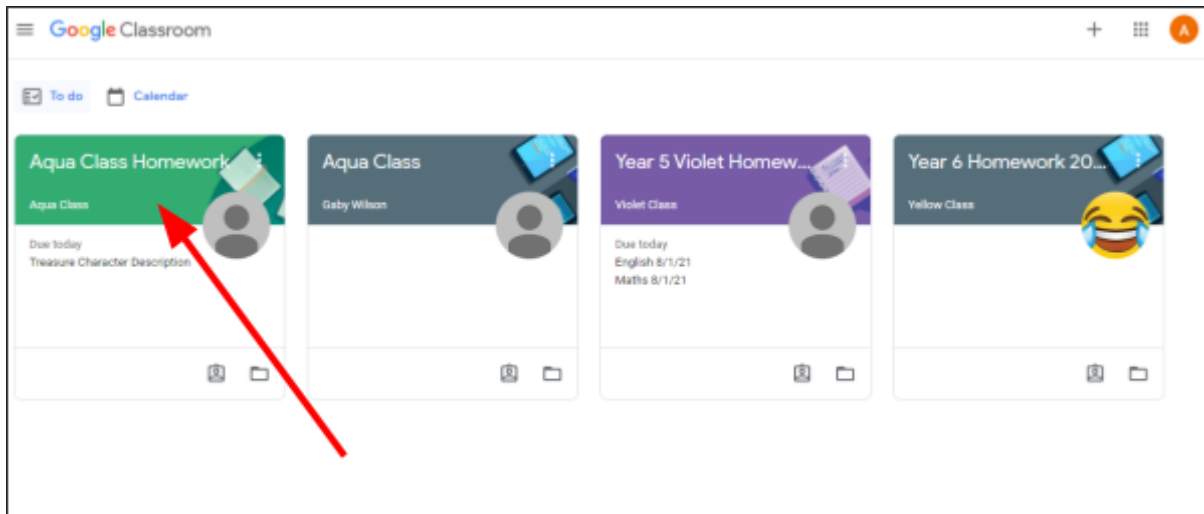 Google Classroom
A
To do
Calendar
Aqua Class Homework
Aqua Class
Due today
Treasure Character Description
Aqua Class
Gaby Wilson
Year 5 Violet Homew...
Violet Class
Due today
English 8/1/21
Maths 8/1/21
Year 6 Homework 20...
Yellow Class